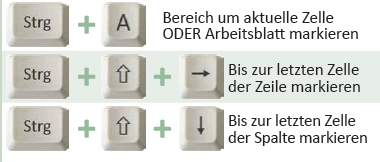 Strg + A Bereich um aktuelle Zelle
ODER Arbeitsblatt markieren
Strg + ⇧ + → Bis zur letzten Zelle
der Zeile markieren
Strg + ⇧ + ↓ Bis zur letzten Zelle
der Spalte markieren